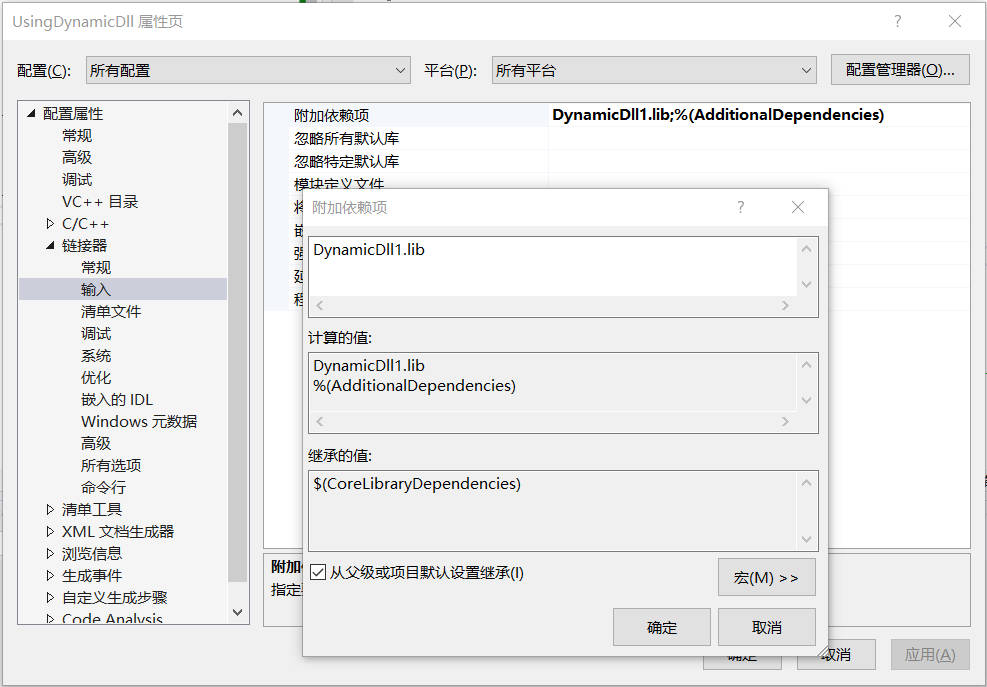 UsingDynamicDll 属性页
配置(C): 所有配置 平台(P): 所有平台 配置管理器(O)...
配置属性
常规
高级
调试
VC++ 目录
C/C++
链接器
常规
输入
清单文件
调试
系统
优化
嵌入的 IDL
Windows 元数据
高级
所有选项
命令行
清单工具
XML 文档生成器
浏览信息
生成事件
自定义生成步骤
Code Analysis
附加依赖项 DynamicDll1.lib;%(AdditionalDependencies)
忽略所有默认库
忽略特定默认库
模块定义文件
附加依赖项
DynamicDll1.lib
计算的值:
DynamicDll1.lib
%(AdditionalDependencies)
继承的值:
$(CoreLibraryDependencies)
从父级或项目默认设置继承(I)
宏(M) >>
确定 取消
附加
指定
确定 取消 应用(A)